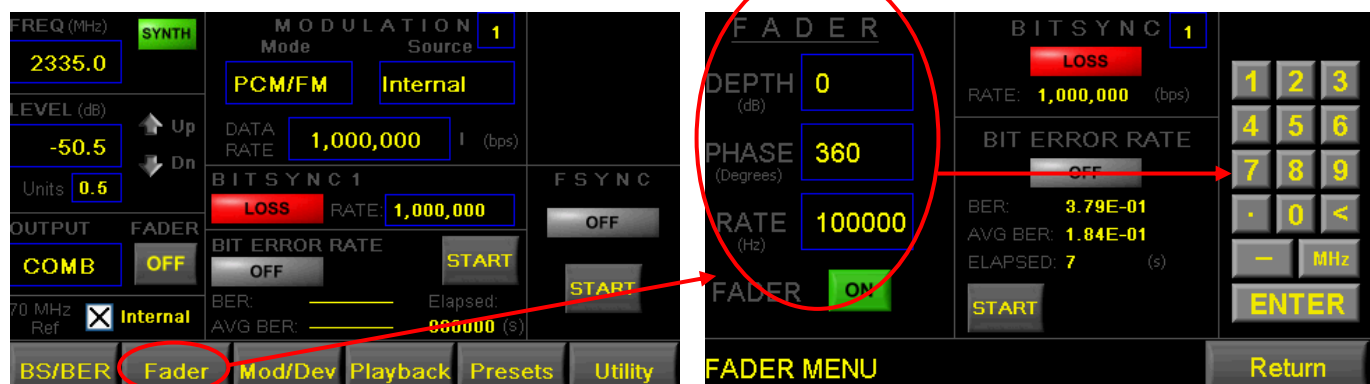 FREQ (MHz)
SYNTH
2335.0
MODULATION 1
Mode Source
PCM/FM Internal
DATA RATE 1,000,000 I (bps)
LEVEL (dB)
-50.5
Up
Dn
Units 0.5
BITSYNC 1
LOSS RATE: 1,000,000
FSYNC
OFF
START
OUTPUT FADER
COMB OFF
BIT ERROR RATE
OFF START
BER: Elapsed:
AVG BER: 000000 (s)
70 MHz Ref Internal
BS/BER Fader Mod/Dev Playback Presets Utility
FADER
DEPTH 0
(dB)
PHASE 360
(Degrees)
RATE 100000
(Hz)
FADER ON
BITSYNC 1
LOSS
RATE: 1,000,000 (bps)
BIT ERROR RATE
OFF
BER: 3.79E-01
AVG BER: 1.84E-01
ELAPSED: 7 (s)
START
1 2 3
4 5 6
7 8 9
. 0 <
— MHz
ENTER
FADER MENU
Return